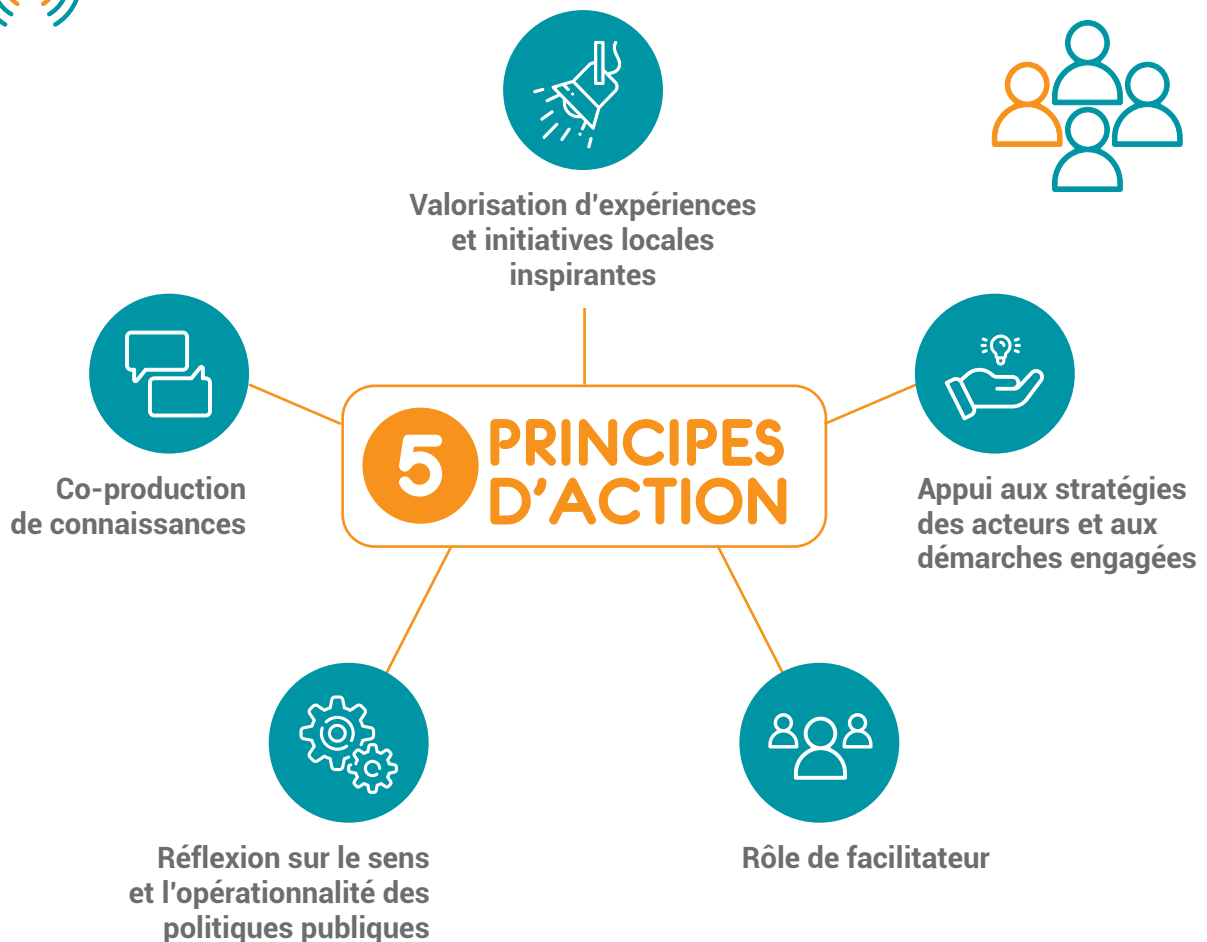 Valorisation d'expériences
et initiatives locales
inspirantes
5 PRINCIPES
D'ACTION
Co-production
de connaissances
Appui aux stratégies
des acteurs et aux
démarches engagées
Réflexion sur le sens
et l'opérationnalité des
politiques publiques
Rôle de facilitateur